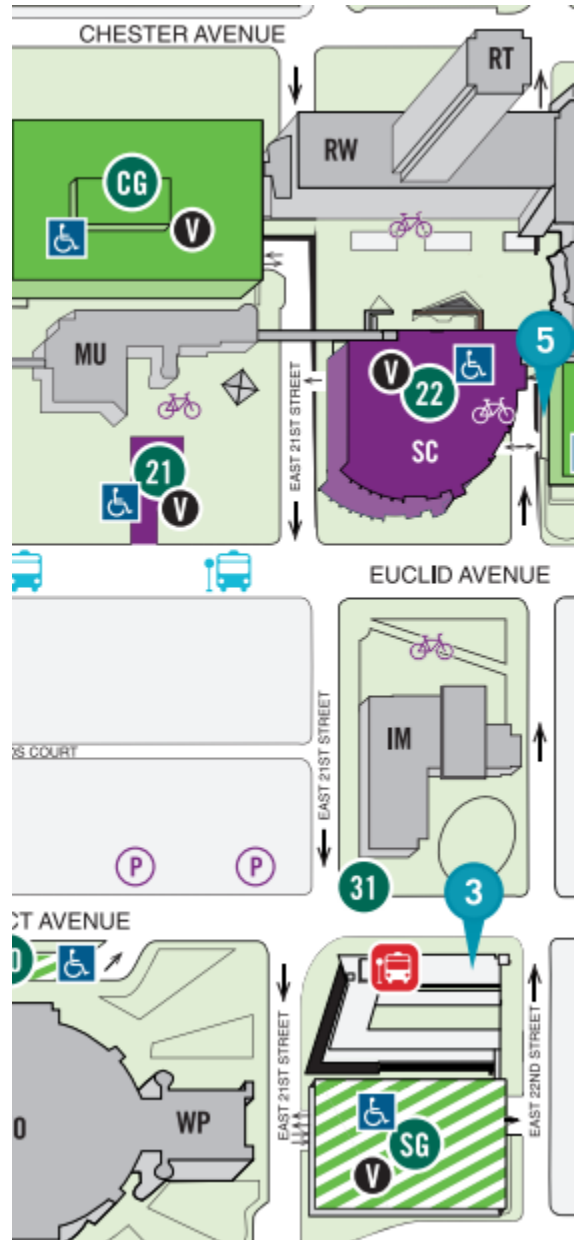 CHESTER AVENUE
RT
RW
CG
V
MU
5
V
22
SC
21
V
EAST 21ST STREET
EUCLID AVENUE
IM
EAST 21ST STREET
OS COURT
P
P
31
3
CT AVENUE
0
EAST 21ST STREET
EAST 22ND STREET
WP
O
SG
V